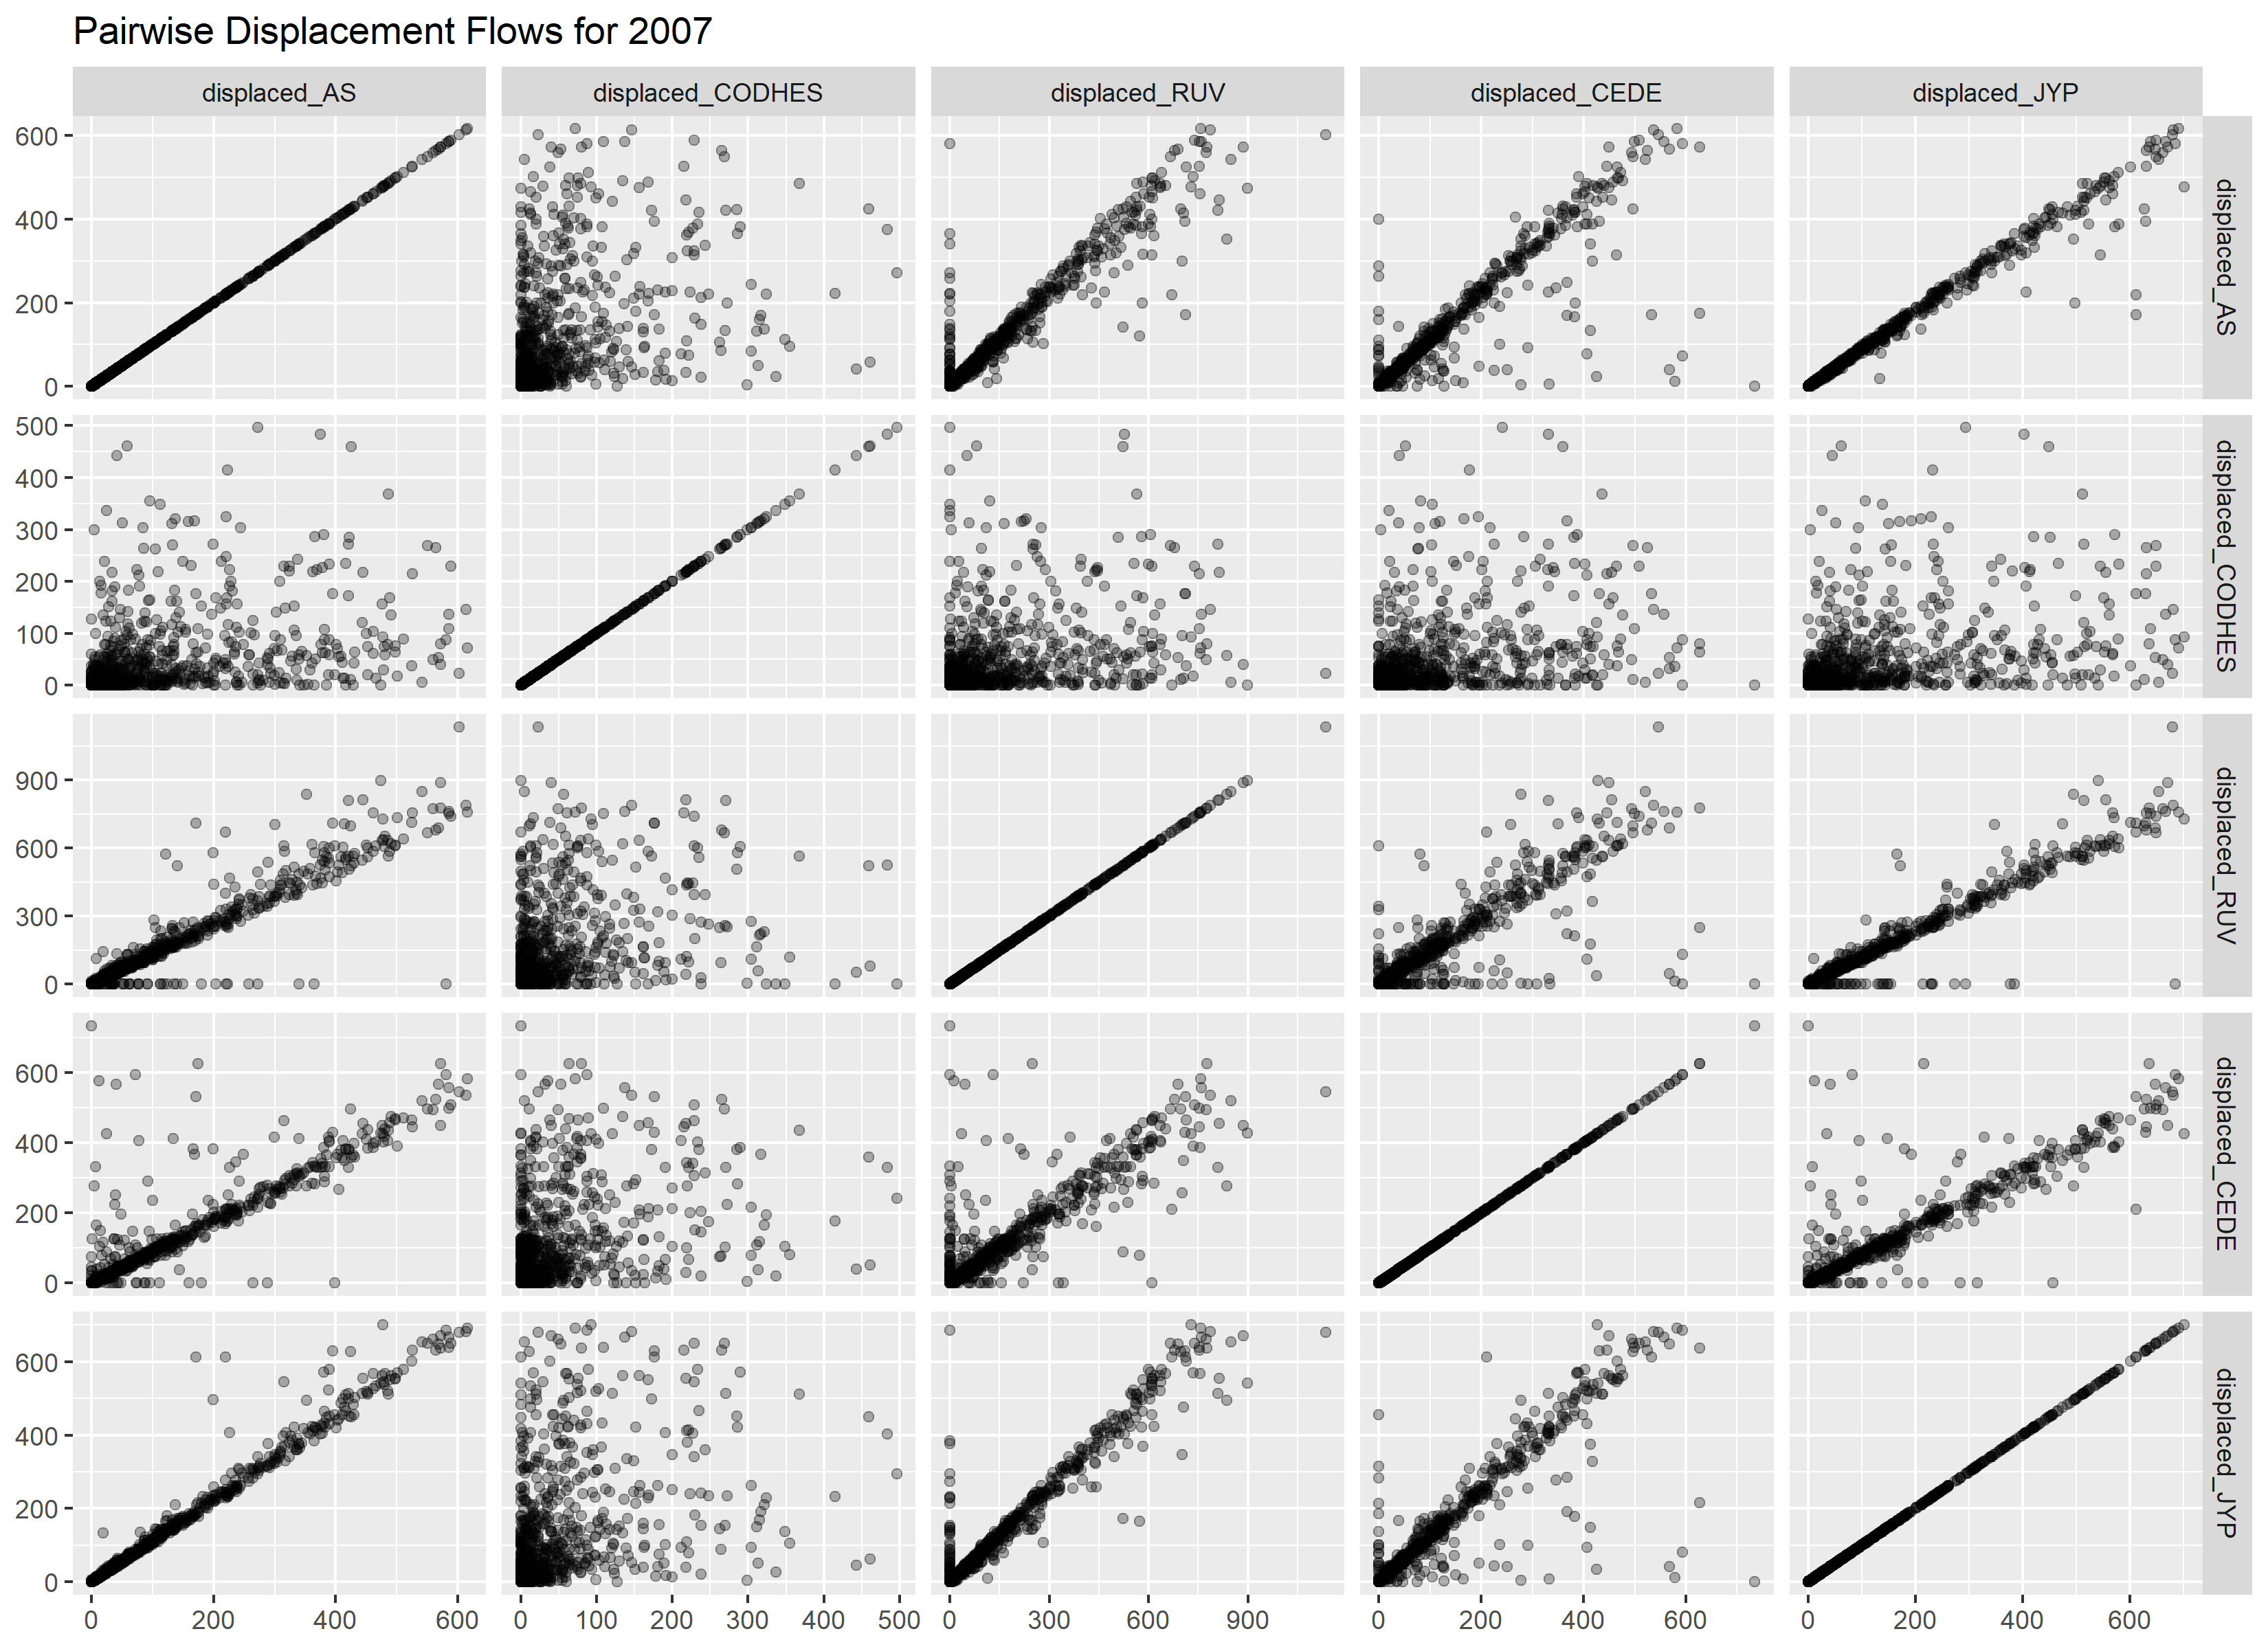 Pairwise Displacement Flows for 2007
displaced_AS displaced_CODHES displaced_RUV displaced_CEDE displaced_JYP
600
400
200
0
displaced_AS
500
400
300
200
100
0
displaced_CODHES
900
600
300
0
displaced_RUV
600
400
200
0
displaced_CEDE
600
400
200
0
displaced_JYP
0 200 400 600 0 100 200 300 400 500 0 300 600 900 0 200 400 600 0 200 400 600